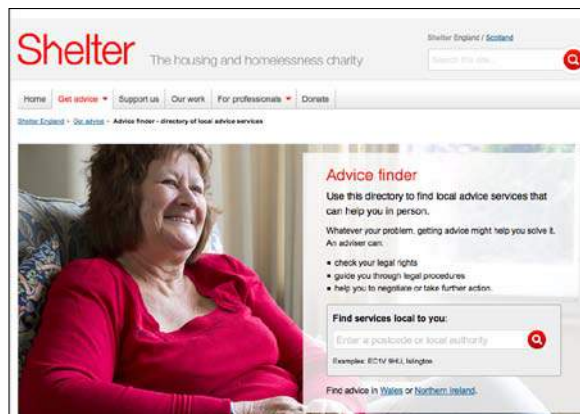 Shelter
The housing and homelessness charity
Shelter England / Scotland
Search this site...
Home Get advice Support us Our work For professionals Donate
Shelter England Our advice Advice finder - directory of local advice services
Advice finder
Use this directory to find local advice services that
can help you in person.
Whatever your problem, getting advice might help you solve it.
An adviser can:
check your legal rights
guide you through legal procedures
help you to negotiate or take further action.
Find services local to you:
Enter a postcode or local authority
Examples: EC1V 9HU, Islington
Find advice in Wales or Northern Ireland.